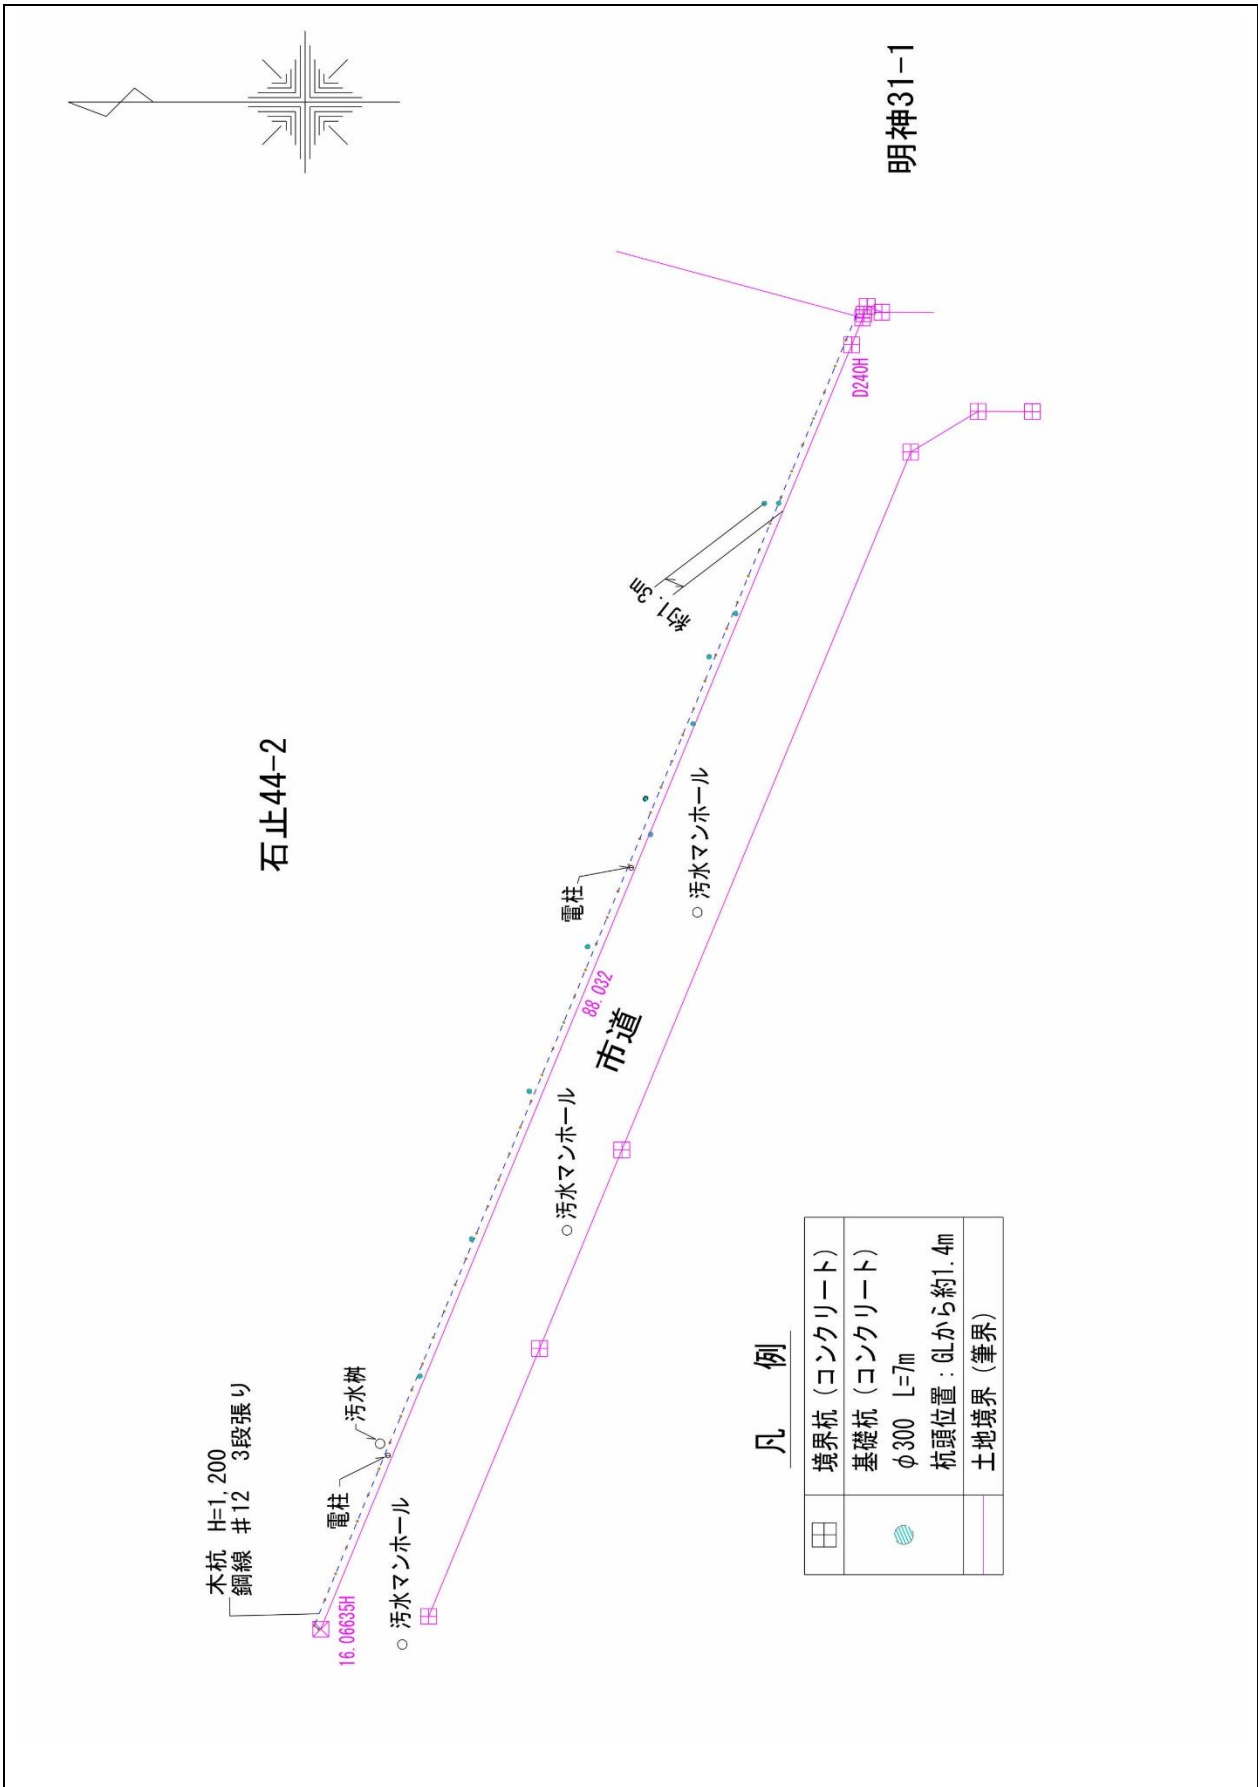 明神31-1
石止44-2
木杭 H=1,200
鋼線 #12 3段張り
電柱
汚水桝
16.06635H
汚水マンホール
電柱
約1.3m
D240H
88.032
市道
汚水マンホール
汚水マンホール
凡 例
境界杭 (コンクリート)
基礎杭 (コンクリート)
φ300 L=7m
杭頭位置：GLから約1.4m
土地境界 (筆界)